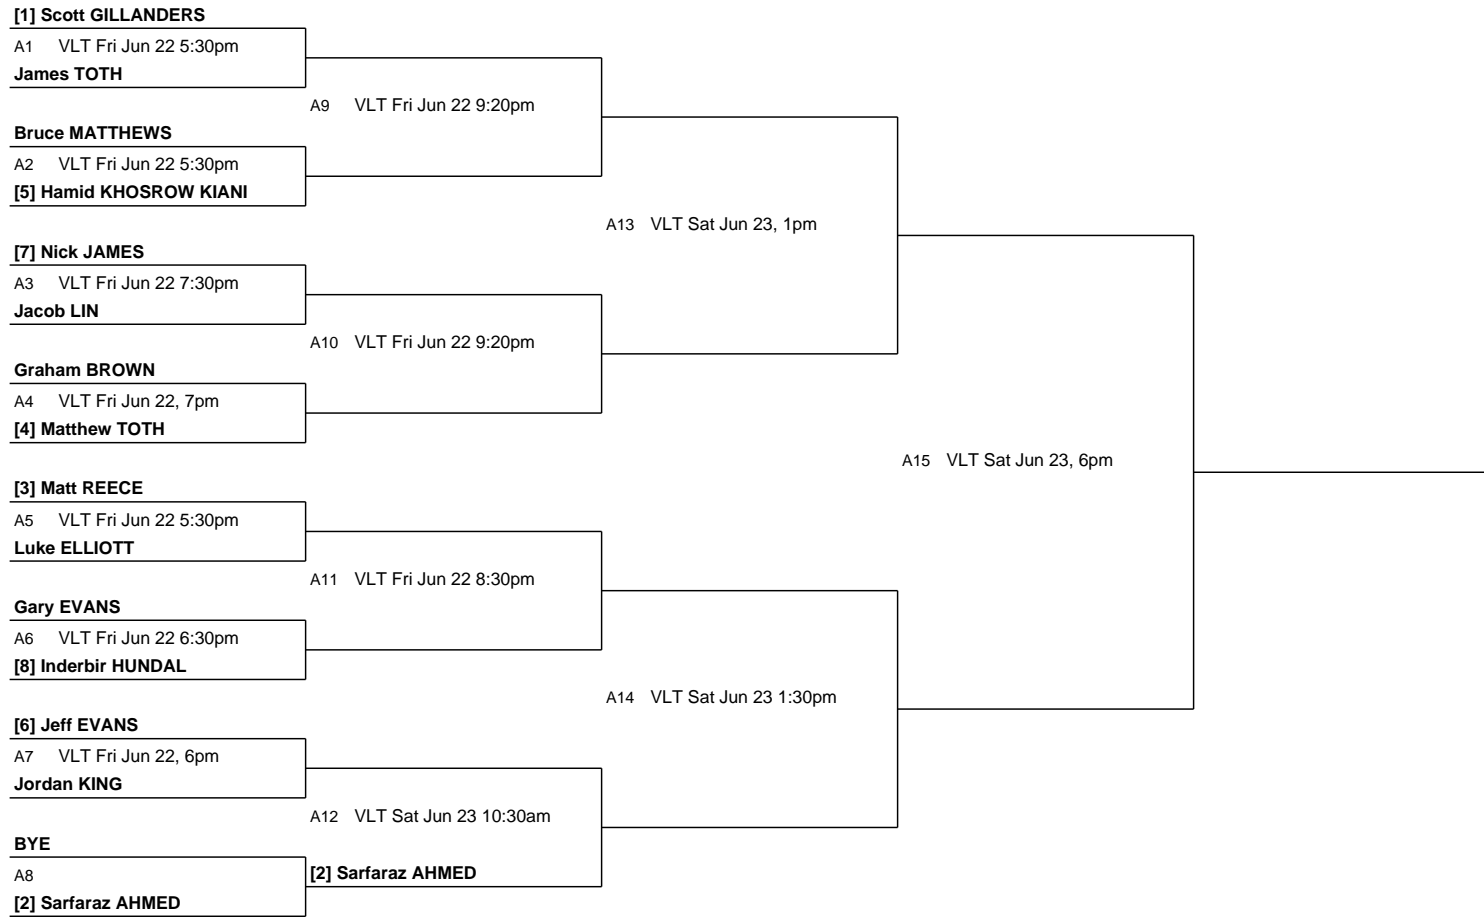 [1] Scott GILLANDERS
A1 VLT Fri Jun 22 5:30pm
James TOTH
A9 VLT Fri Jun 22 9:20pm
Bruce MATTHEWS
A2 VLT Fri Jun 22 5:30pm
[5] Hamid KHOSROW KIANI
A13 VLT Sat Jun 23, 1pm
[7] Nick JAMES
A3 VLT Fri Jun 22 7:30pm
Jacob LIN
A10 VLT Fri Jun 22 9:20pm
Graham BROWN
A4 VLT Fri Jun 22, 7pm
[4] Matthew TOTH
A15 VLT Sat Jun 23, 6pm
[3] Matt REECE
A5 VLT Fri Jun 22 5:30pm
Luke ELLIOTT
A11 VLT Fri Jun 22 8:30pm
Gary EVANS
A6 VLT Fri Jun 22 6:30pm
[8] Inderbir HUNDAL
A14 VLT Sat Jun 23 1:30pm
[6] Jeff EVANS
A7 VLT Fri Jun 22, 6pm
Jordan KING
A12 VLT Sat Jun 23 10:30am
BYE
A8
[2] Sarfaraz AHMED
[2] Sarfaraz AHMED